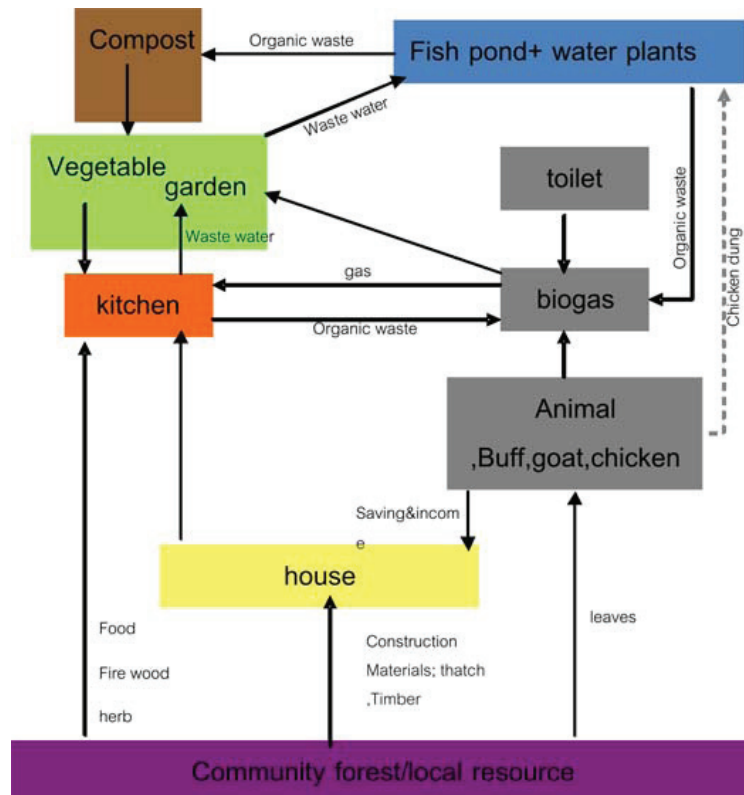 Compost
Organic waste
Fish pond+ water plants
Waste water
Vegetable
garden
toilet
Organic waste
Chicken dung
Waste water
gas
kitchen
biogas
Organic waste
Animal
,Buff,goat,chicken
Saving&incom
e
house
Food
Fire wood
herb
Construction
Materials; thatch
,Timber
leaves
Community forest/local resource